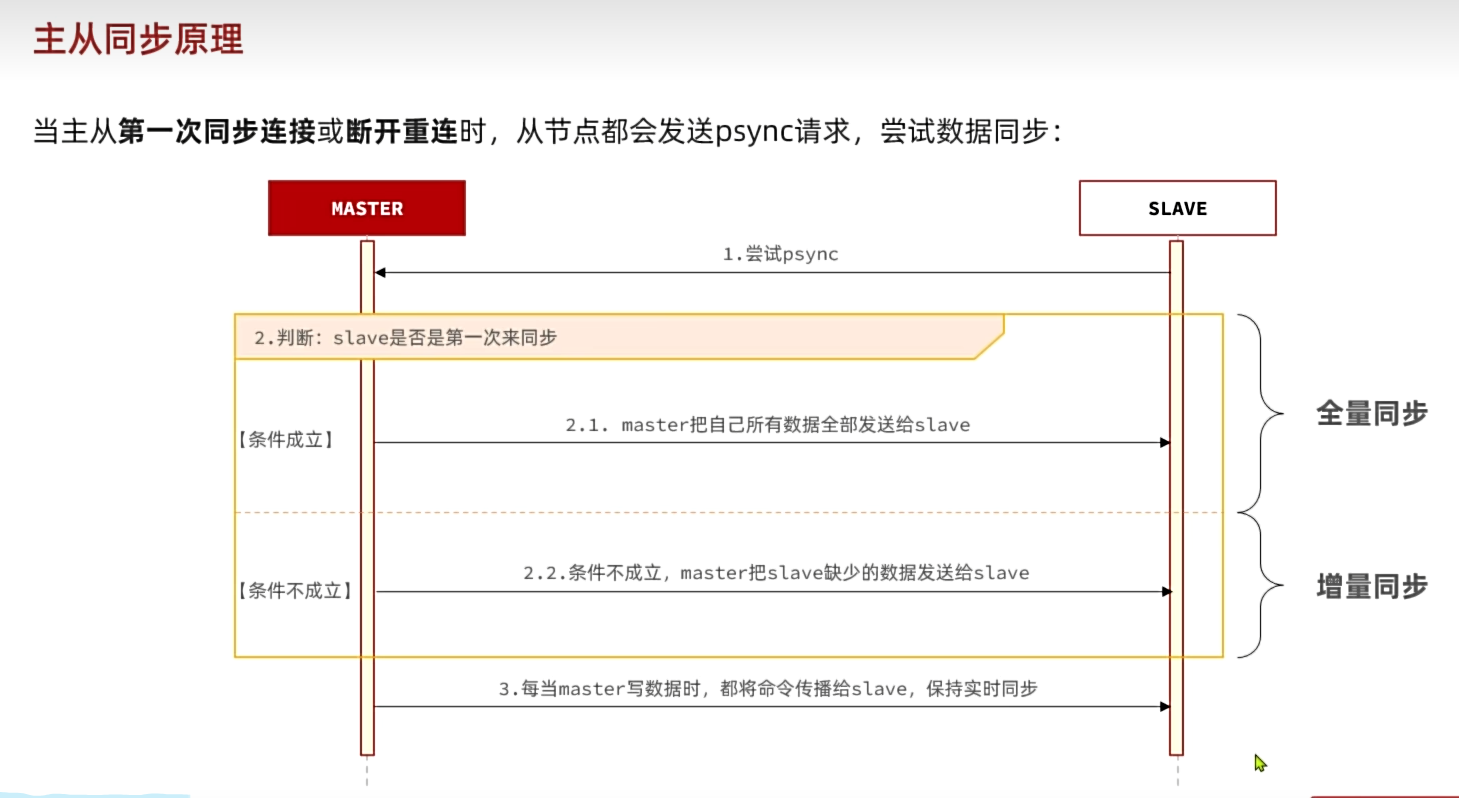 主从同步原理
当主从第一次同步连接或断开重连时，从节点都会发送psync请求，尝试数据同步：
MASTER
SLAVE
1.尝试psync
2.判断：slave是否是第一次来同步
2.1. master把自己所有数据全部发送给slave
【条件成立】
全量同步
2.2.条件不成立，master把slave缺少的数据发送给slave
【条件不成立】
增量同步
3.每当master写数据时，都将命令传播给slave，保持实时同步